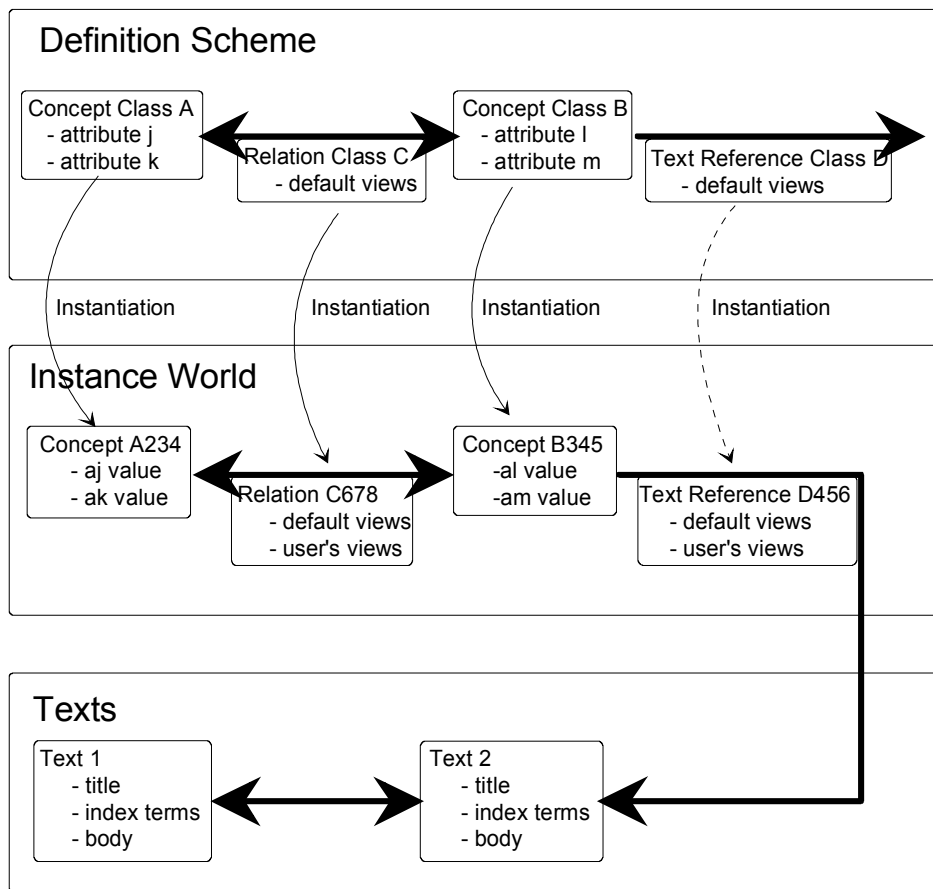 Definition Scheme
Concept Class A
- attribute j
- attribute k
Relation Class C
- default views
Concept Class B
- attribute l
- attribute m
Text Reference Class D
- default views
Instantiation
Instantiation
Instantiation
Instantiation
Instance World
Concept A234
- aj value
- ak value
Relation C678
- default views
- user's views
Concept B345
-al value
-am value
Text Reference D456
- default views
- user's views
Texts
Text 1
- title
- index terms
- body
Text 2
- title
- index terms
- body